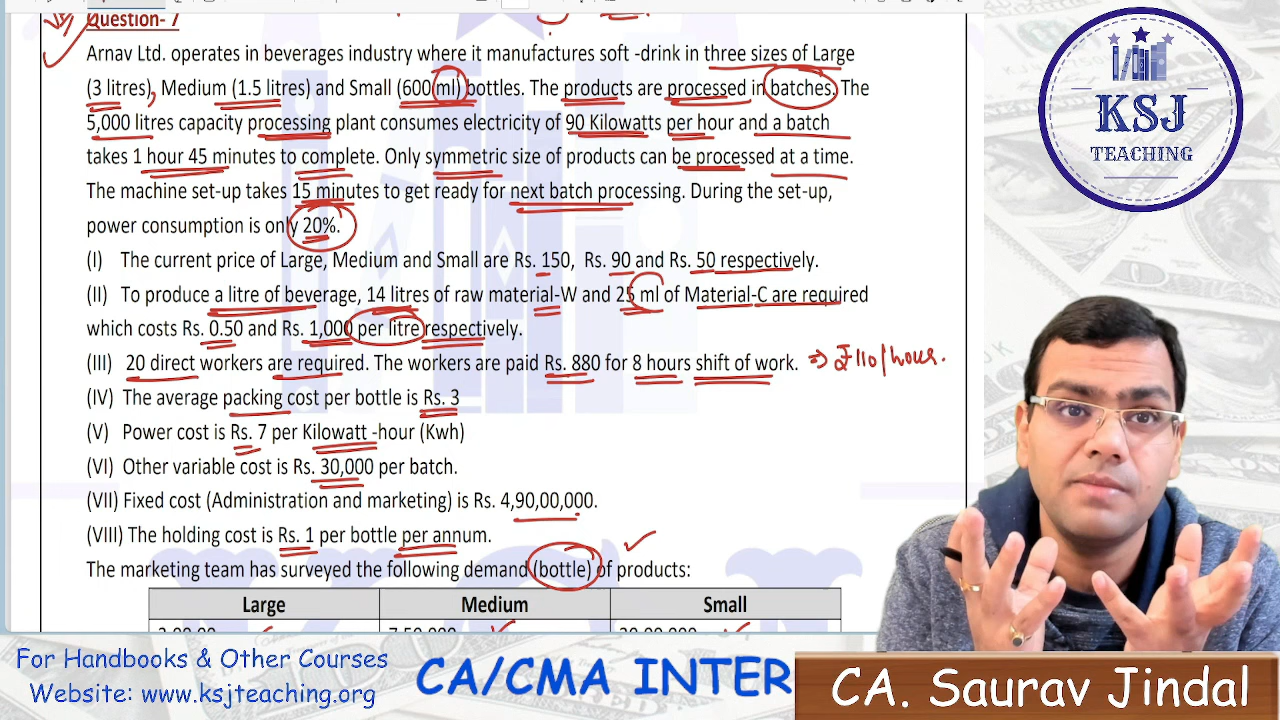 Question- 7
Arnav Ltd. operates in beverages industry where it manufactures soft -drink in three sizes of Large
(3 litres), Medium (1.5 litres) and Small (600 ml) bottles. The products are processed in batches. The
5,000 litres capacity processing plant consumes electricity of 90 Kilowatts per hour and a batch
takes 1 hour 45 minutes to complete. Only symmetric size of products can be processed at a time.
The machine set-up takes 15 minutes to get ready for next batch processing. During the set-up,
power consumption is only 20%.
(I) The current price of Large, Medium and Small are Rs. 150, Rs. 90 and Rs. 50 respectively.
(II) To produce a litre of beverage, 14 litres of raw material-W and 25 ml of Material-C are required
which costs Rs. 0.50 and Rs. 1,000 per litre respectively.
(III) 20 direct workers are required. The workers are paid Rs. 880 for 8 hours shift of work. ⇒ ₹110/hour.
(IV) The average packing cost per bottle is Rs. 3
(V) Power cost is Rs. 7 per Kilowatt -hour (Kwh)
(VI) Other variable cost is Rs. 30,000 per batch.
(VII) Fixed cost (Administration and marketing) is Rs. 4,90,00,000.
(VIII) The holding cost is Rs. 1 per bottle per annum.
The marketing team has surveyed the following demand (bottle) of products:
Large Medium Small
KSJ
TEACHING
For Handbooks & Other Courses
Website: www.ksjteaching.org
CA/CMA INTER
CA. Saurav Jindal